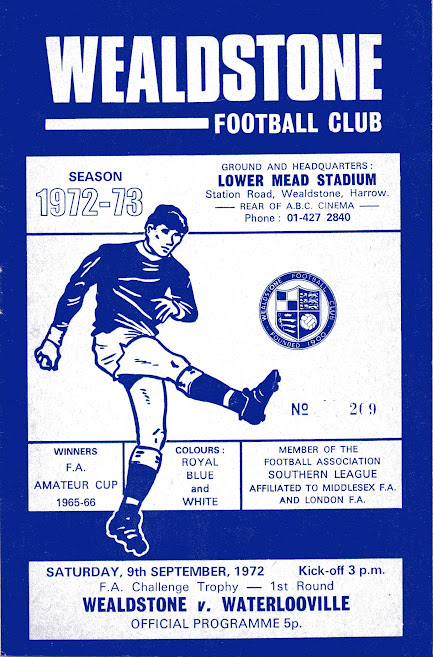 WEALDSTONE
FOOTBALL CLUB
SEASON
1972-73
GROUND AND HEADQUARTERS :
LOWER MEAD STADIUM
Station Road, Wealdstone, Harrow.
— REAR OF A.B.C. CINEMA —
Phone : 01-427 2840
WEALDSTONE FOOTBALL CLUB
FOUNDED 1900
No 209
WINNERS
F.A.
AMATEUR CUP
1965-66
COLOURS :
ROYAL
BLUE
and
WHITE
MEMBER OF THE
FOOTBALL ASSOCIATION
SOUTHERN LEAGUE
AFFILIATED TO MIDDLESEX F.A.
AND LONDON F.A.
SATURDAY, 9th SEPTEMBER, 1972 Kick-off 3 p.m.
F.A. Challenge Trophy — 1st Round
WEALDSTONE v. WATERLOOVILLE
OFFICIAL PROGRAMME 5p.